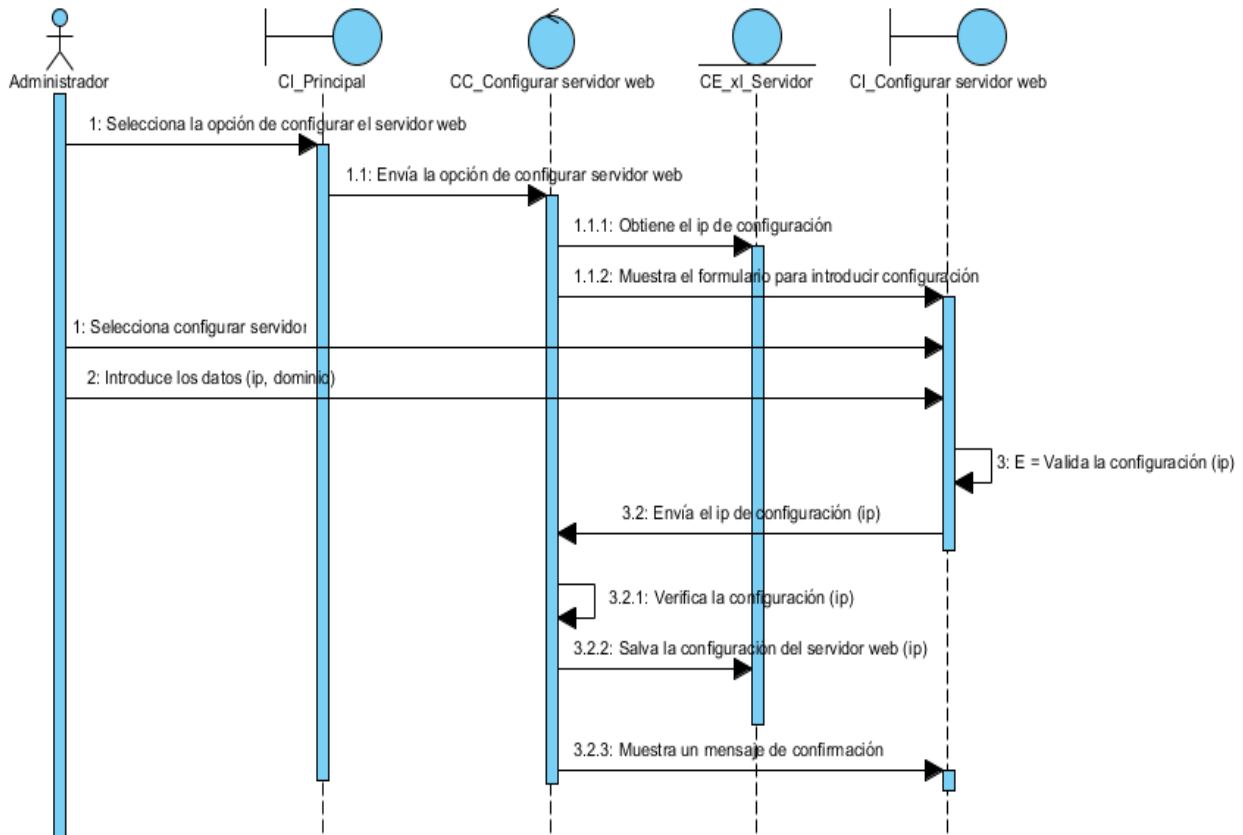 Administrador
CI_Principal
CC_Configurar servidor web
CE_xl_Servidor
CI_Configurar servidor web
1: Selecciona la opción de configurar el servidor web
1.1: Envía la opción de configurar servidor web
1.1.1: Obtiene el ip de configuración
1.1.2: Muestra el formulario para introducir configuración
1: Selecciona configurar servidor
2: Introduce los datos (ip, dominio)
3: E = Valida la configuración (ip)
3.2: Envía el ip de configuración (ip)
3.2.1: Verifica la configuración (ip)
3.2.2: Salva la configuración del servidor web (ip)
3.2.3: Muestra un mensaje de confirmación